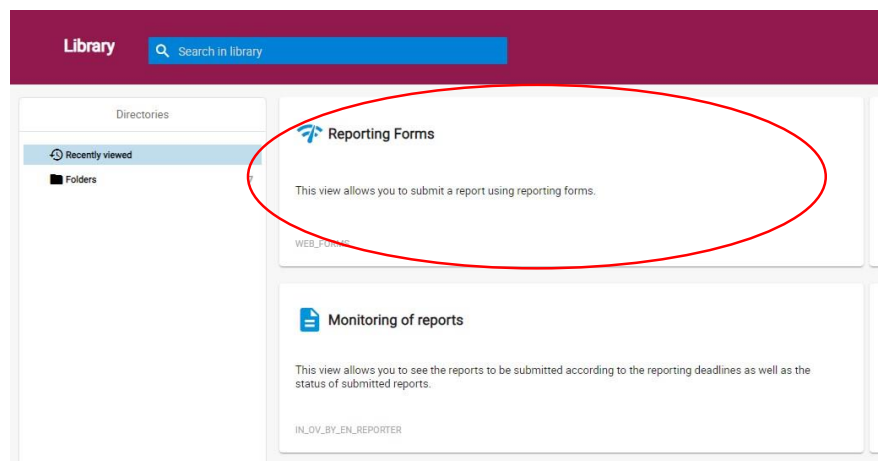 Library
Search in library
Directories
Recently viewed
Folders
Reporting Forms
This view allows you to submit a report using reporting forms.
WEB_FORMS
Monitoring of reports
This view allows you to see the reports to be submitted according to the reporting deadlines as well as the
status of submitted reports.
IN_OV_BY_EN_REPORTER